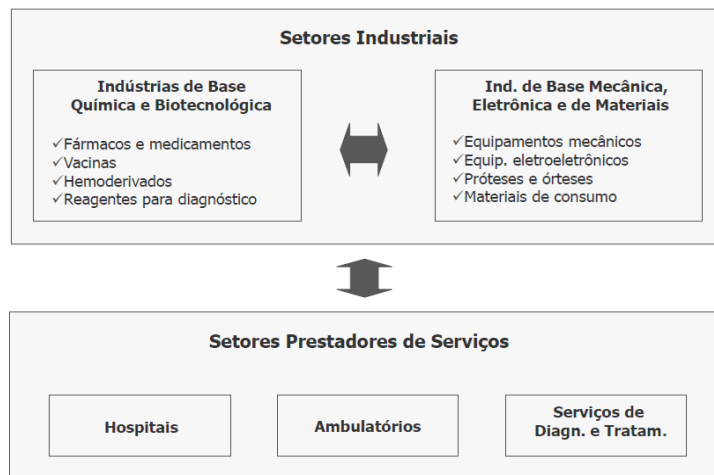 Setores Industriais
Indústrias de Base
Química e Biotecnológica
✓Fármacos e medicamentos
✓Vacinas
✓Hemoderivados
✓Reagentes para diagnóstico
Ind. de Base Mecânica,
Eletrônica e de Materiais
✓Equipamentos mecânicos
✓Equip. eletroeletrônicos
✓Próteses e órteses
✓Materiais de consumo
Setores Prestadores de Serviços
Hospitais
Ambulatórios
Serviços de
Diagn. e Tratam.